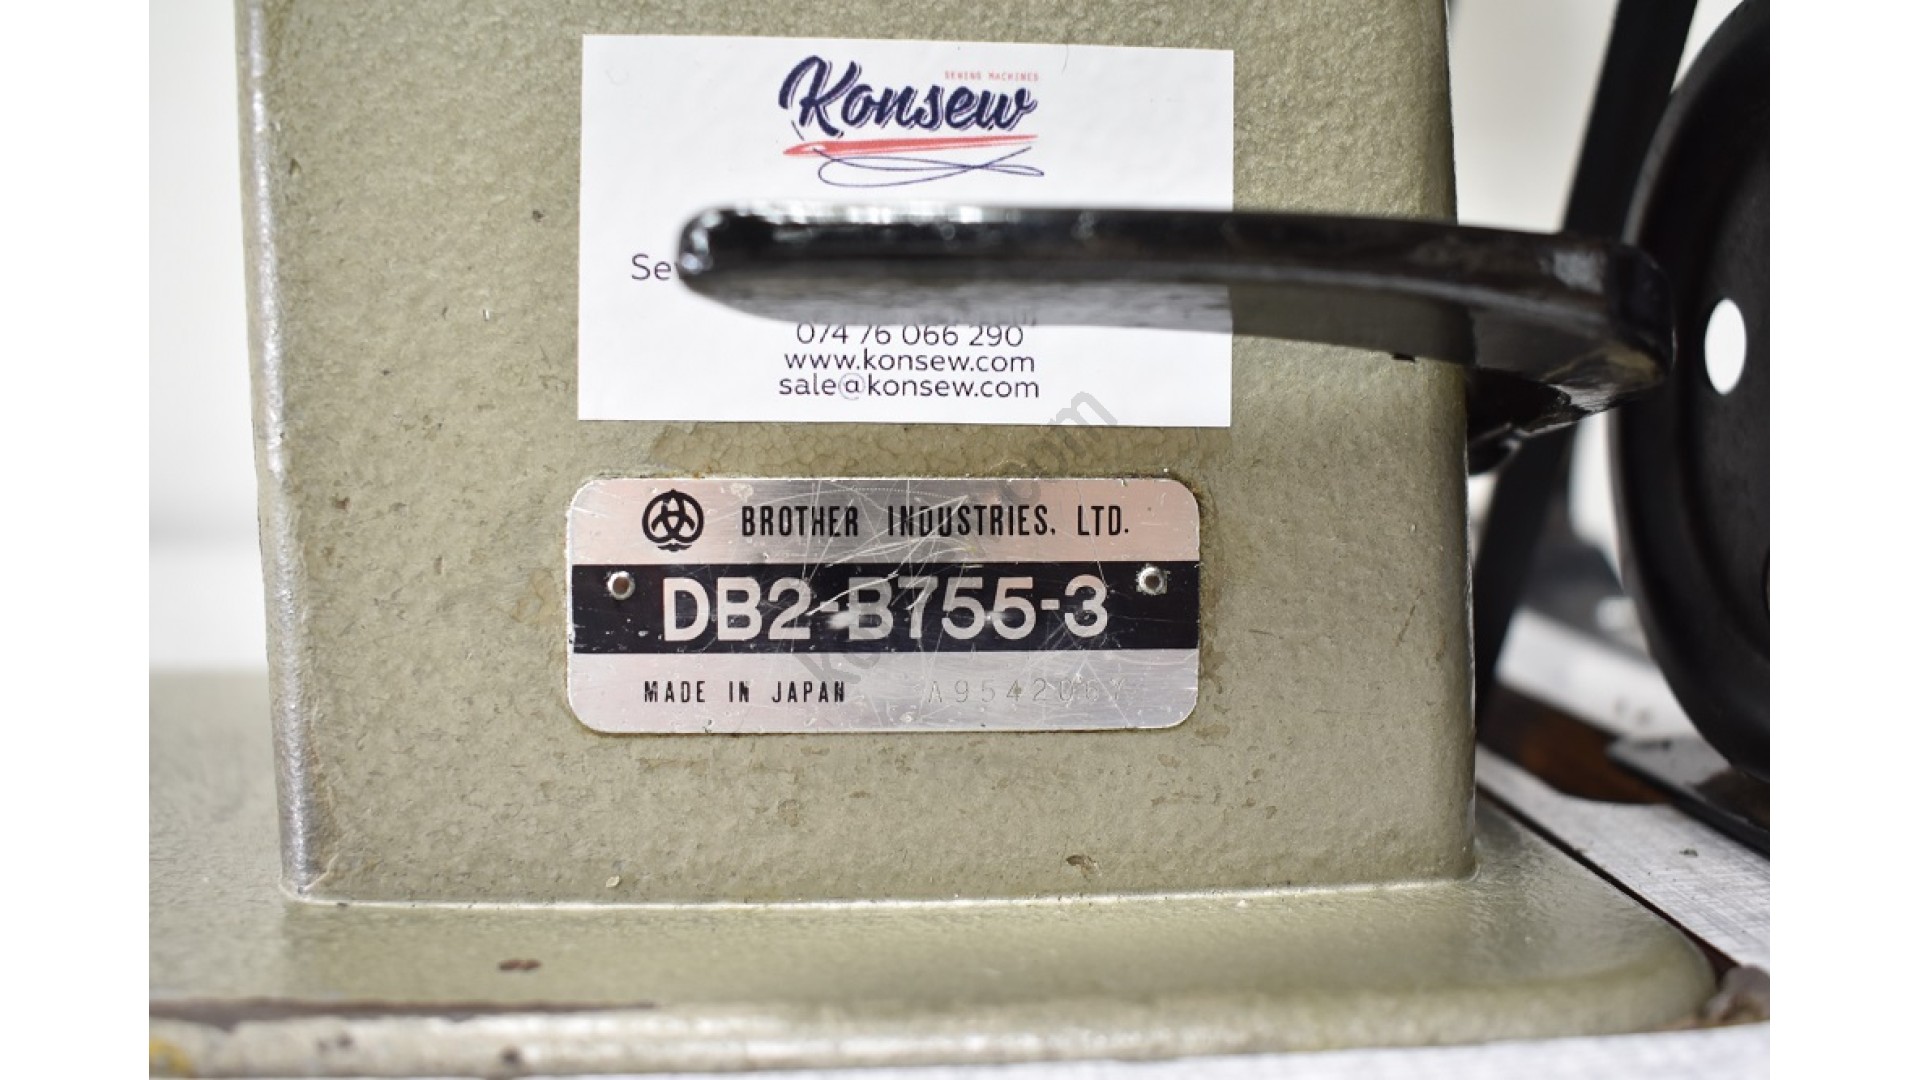 SEWING MACHINES
Konsew
074 76 066 290
www.konsew.com
sale@konsew.com
BROTHER INDUSTRIES, LTD.
DB2-B755-3
MADE IN JAPAN A9542067